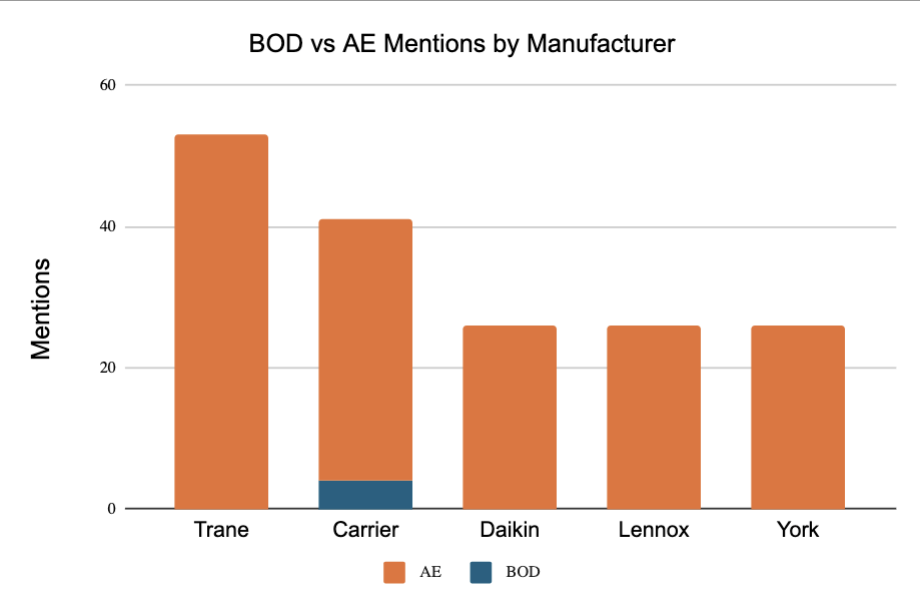 BOD vs AE Mentions by Manufacturer
60
40
20
0
Mentions
Trane Carrier Daikin Lennox York
AE BOD